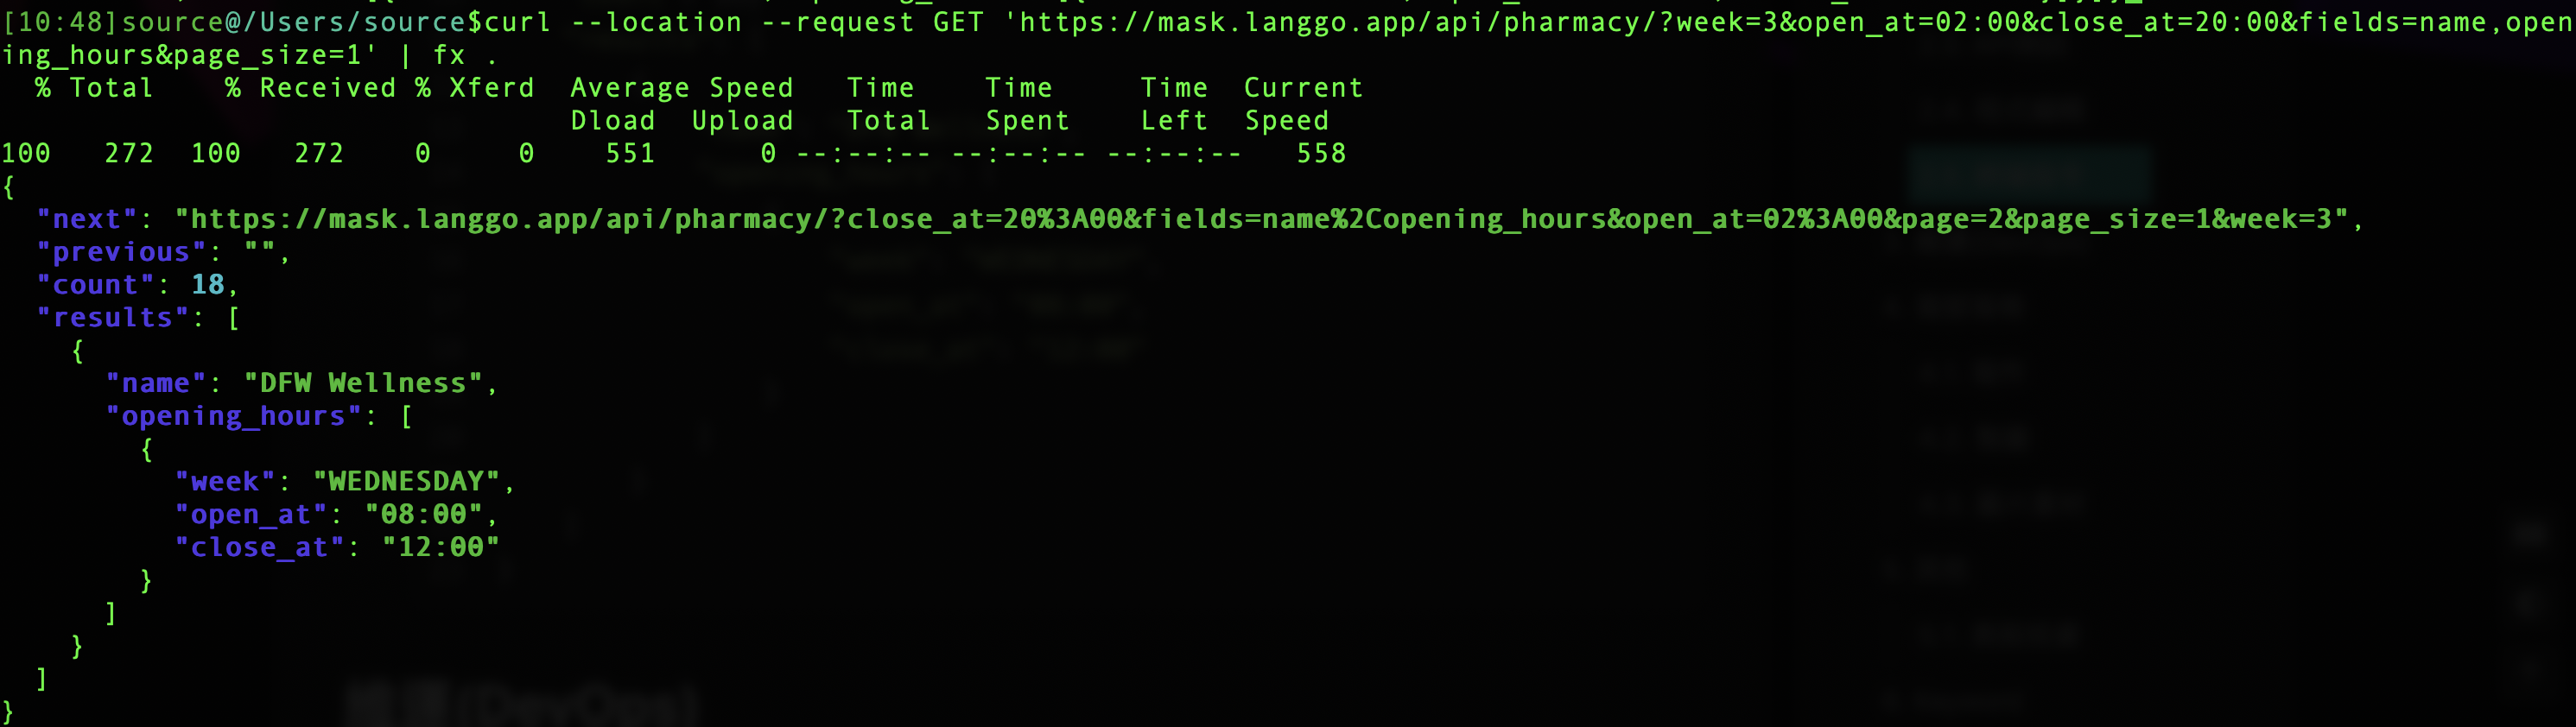 [10:48]source@/Users/source$curl --location --request GET 'https://mask.langgo.app/api/pharmacy/?week=3&open_at=02:00&close_at=20:00&fields=name,open
ing_hours&page_size=1' | fx .
  % Total    % Received % Xferd  Average Speed   Time    Time     Time  Current
                                 Dload  Upload   Total   Spent    Left  Speed
100   272  100   272    0     0    551      0 --:--:-- --:--:-- --:--:--   558
{
  "next": "https://mask.langgo.app/api/pharmacy/?close_at=20%3A00&fields=name%2Copening_hours&open_at=02%3A00&page=2&page_size=1&week=3",
  "previous": "",
  "count": 18,
  "results": [
    {
      "name": "DFW Wellness",
      "opening_hours": [
        {
          "week": "WEDNESDAY",
          "open_at": "08:00",
          "close_at": "12:00"
        }
      ]
    }
  ]
}